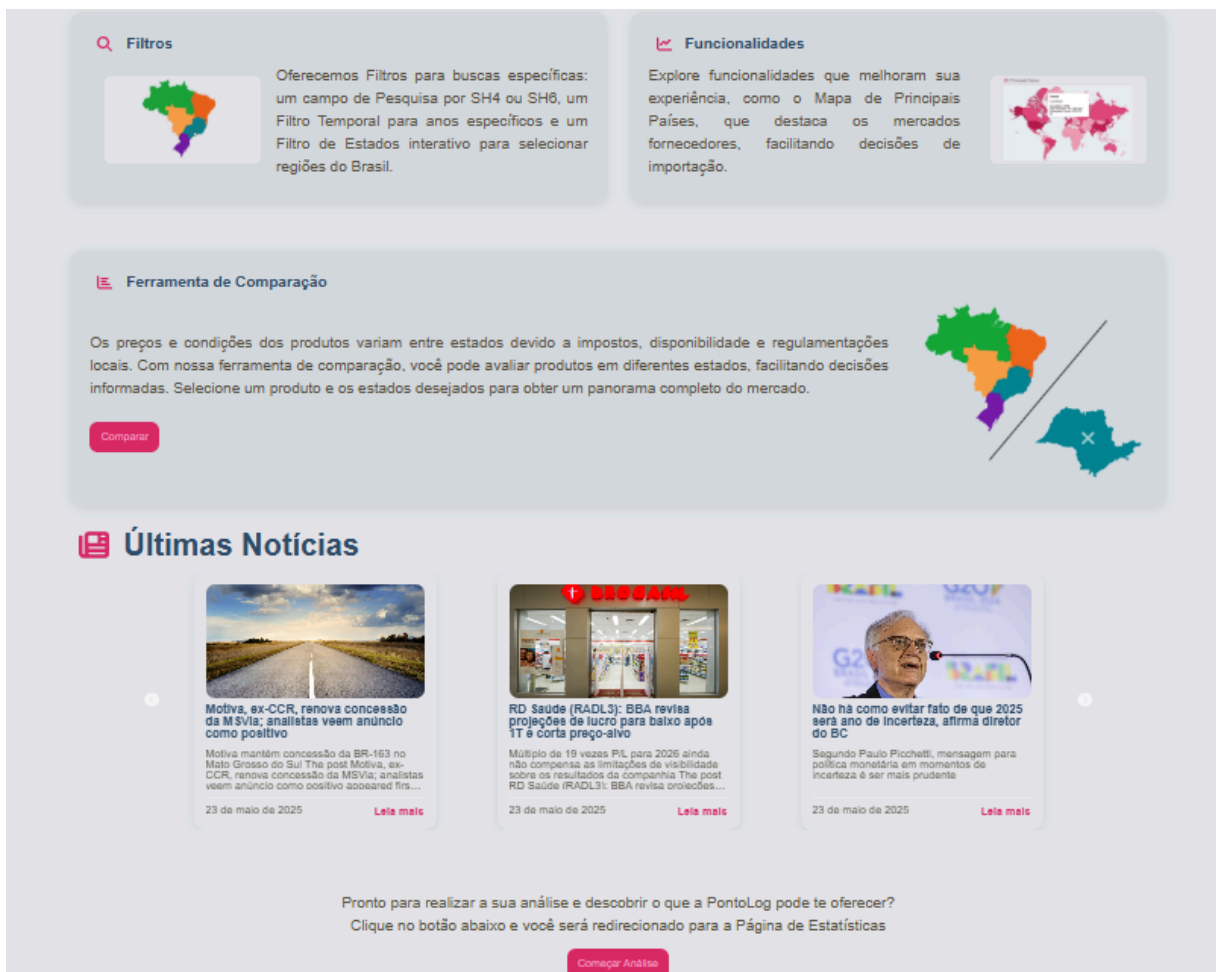 Filtros
Oferecemos Filtros para buscas específicas:
um campo de Pesquisa por SH4 ou SH6, um
Filtro Temporal para anos específicos e um
Filtro de Estados interativo para selecionar
regiões do Brasil.
Funcionalidades
Explore funcionalidades que melhoram sua
experiência, como o Mapa de Principais
Países, que destaca os mercados
fornecedores, facilitando decisões de
importação.
Ferramenta de Comparação
Os preços e condições dos produtos variam entre estados devido a impostos, disponibilidade e regulamentações
locais. Com nossa ferramenta de comparação, você pode avaliar produtos em diferentes estados, facilitando decisões
informadas. Selecione um produto e os estados desejados para obter um panorama completo do mercado.
Comparar
Últimas Notícias
DROGASIL
G20
BRASIL
Motiva, ex-CCR, renova concessão
da MSVia; analistas veem anúncio
como positivo
Motiva mantém concessão da BR-163 no
Mato Grosso do Sul The post Motiva, ex-
CCR, renova concessão da MSVia; analistas
veem anúncio como positivo appeared firs...
23 de maio de 2025
Leia mais
RD Saúde (RADL3): BBA revisa
projeções de lucro para baixo após
1T e corta preço-alvo
Múltiplo de 19 vezes P/L para 2026 ainda
não compensa as limitações de visibilidade
sobre os resultados da companhia The post
RD Saúde (RADL3): BBA revisa projeções...
23 de maio de 2025
Leia mais
Não há como evitar fato de que 2025
será ano de incerteza, afirma diretor
do BC
Segundo Paulo Picchetti, mensagem para
política monetária em momentos de
incerteza é ser mais prudente
23 de maio de 2025
Leia mais
Pronto para realizar a sua análise e descobrir o que a PontoLog pode te oferecer?
Clique no botão abaixo e você será redirecionado para a Página de Estatísticas
Começar Análise